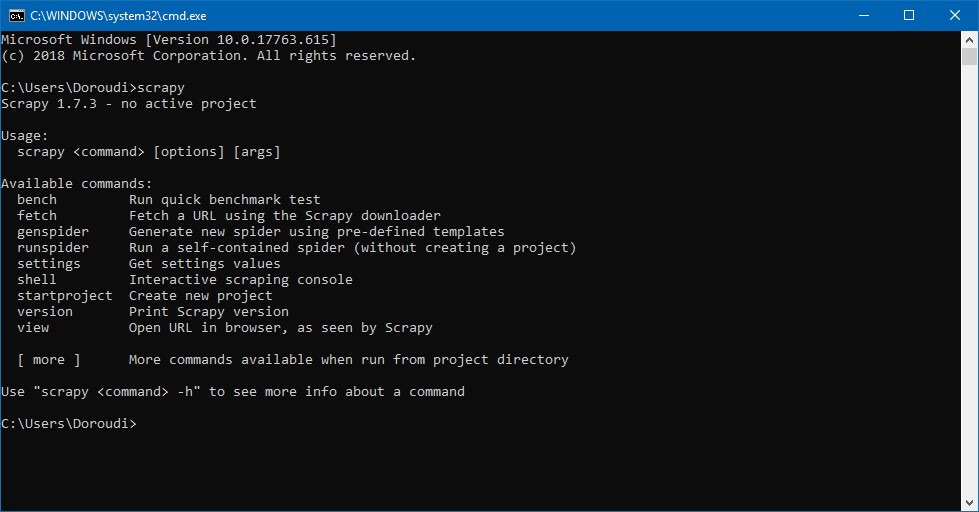 C:\WINDOWS\system32\cmd.exe
Microsoft Windows [Version 10.0.17763.615]
(c) 2018 Microsoft Corporation. All rights reserved.
C:\Users\Doroudi>scrapy
Scrapy 1.7.3 - no active project
Usage:
  scrapy <command> [options] [args]
Available commands:
  bench         Run quick benchmark test
  fetch         Fetch a URL using the Scrapy downloader
  genspider     Generate new spider using pre-defined templates
  runspider     Run a self-contained spider (without creating a project)
  settings      Get settings values
  shell         Interactive scraping console
  startproject  Create new project
  version       Print Scrapy version
  view          Open URL in browser, as seen by Scrapy
  [ more ]      More commands available when run from project directory
Use "scrapy <command> -h" to see more info about a command
C:\Users\Doroudi>